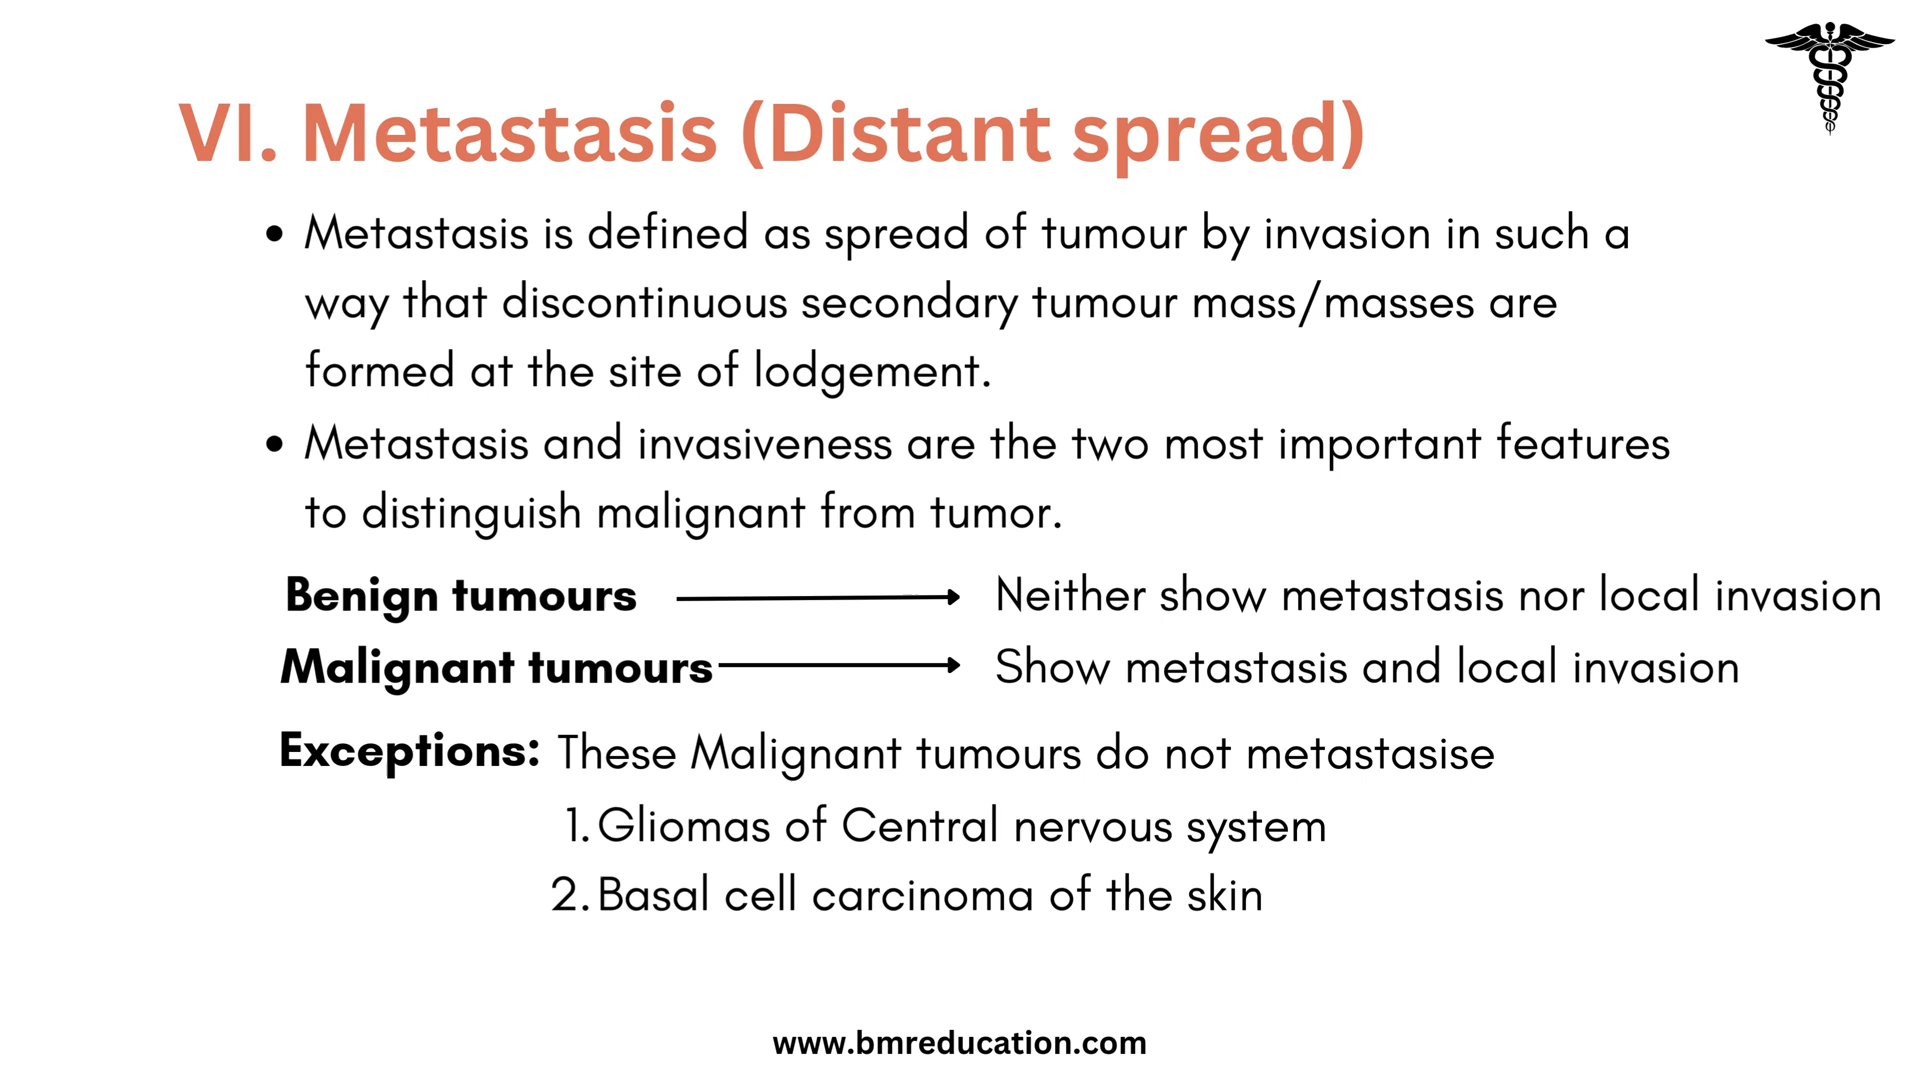 VI. Metastasis (Distant spread)
• Metastasis is defined as spread of tumour by invasion in such a
way that discontinuous secondary tumour mass/masses are
formed at the site of lodgement.
• Metastasis and invasiveness are the two most important features
to distinguish malignant from tumor.
Benign tumours → Neither show metastasis nor local invasion
Malignant tumours → Show metastasis and local invasion
Exceptions: These Malignant tumours do not metastasise
1. Gliomas of Central nervous system
2. Basal cell carcinoma of the skin
www.bmreducation.com